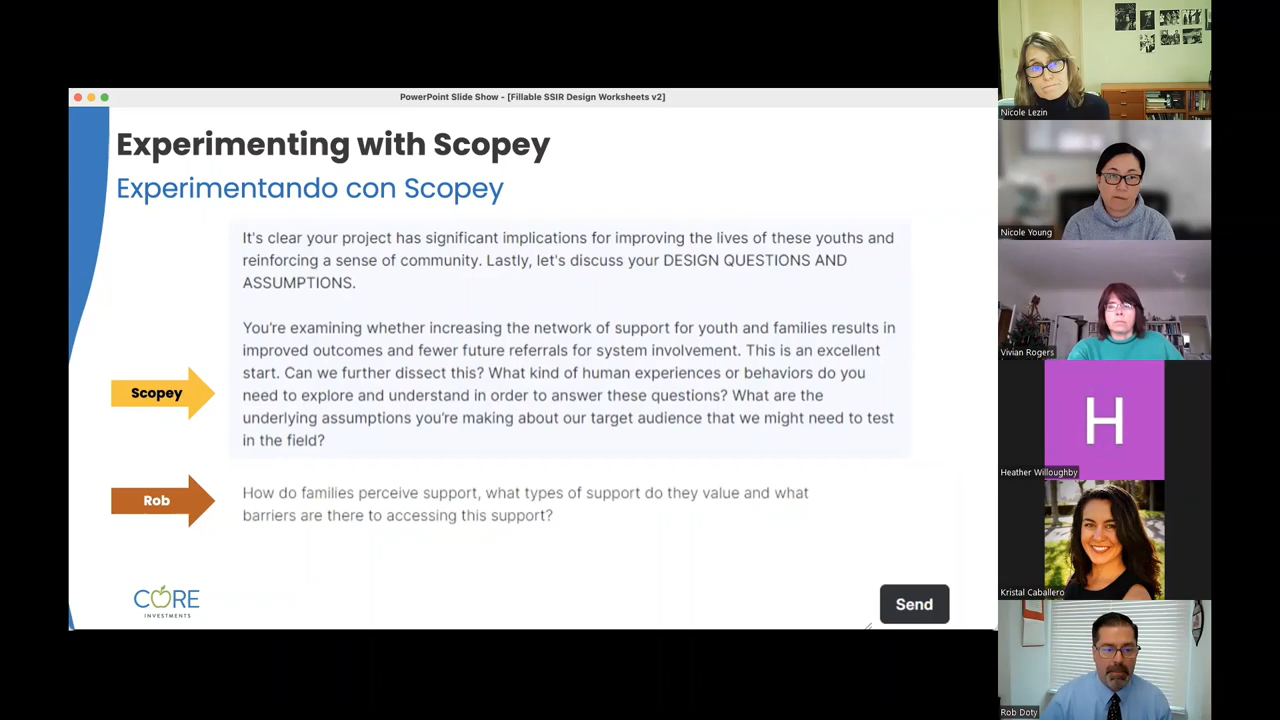 PowerPoint Slide Show - [Fillable SSIR Design Worksheets v2]
Experimenting with Scopey
Experimentando con Scopey
It's clear your project has significant implications for improving the lives of these youths and
reinforcing a sense of community. Lastly, let's discuss your DESIGN QUESTIONS AND
ASSUMPTIONS.
You're examining whether increasing the network of support for youth and families results in
improved outcomes and fewer future referrals for system involvement. This is an excellent
start. Can we further dissect this? What kind of human experiences or behaviors do you
need to explore and understand in order to answer these questions? What are the
underlying assumptions you're making about our target audience that we might need to test
in the field?
Scopey
Rob
How do families perceive support, what types of support do they value and what
barriers are there to accessing this support?
CORE
INVESTMENTS
Send
Nicole Lezin
Nicole Young
Vivian Rogers
H
Heather Willoughby
Kristal Caballero
Rob Doty